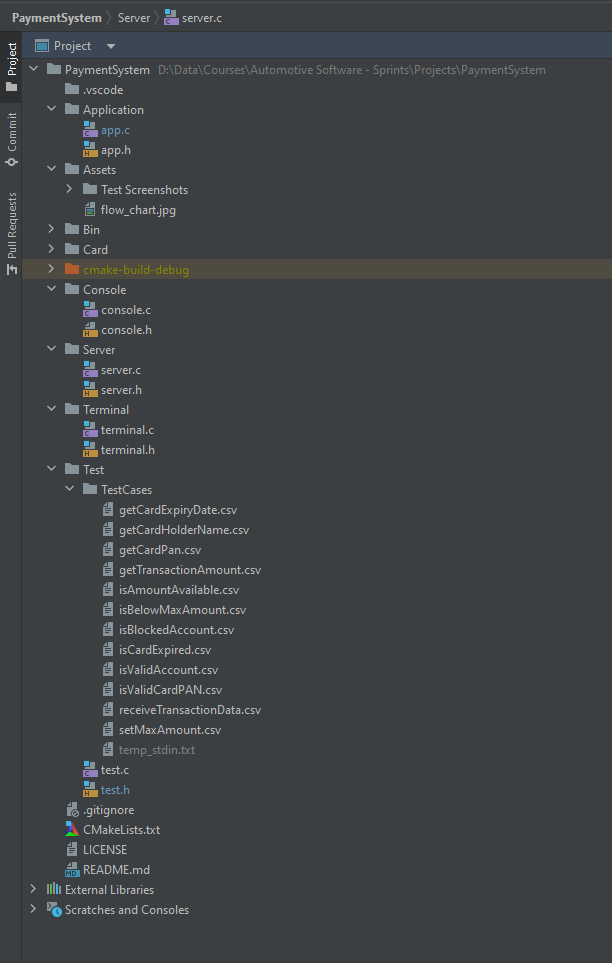 PaymentSystem Server server.c
Project
Project
Commit
Pull Requests
PaymentSystem D:\Data\Courses\Automotive Software - Sprints\Projects\PaymentSystem
.vscode
Application
app.c
app.h
Assets
Test Screenshots
flow_chart.jpg
Bin
Card
cmake-build-debug
Console
console.c
console.h
Server
server.c
server.h
Terminal
terminal.c
terminal.h
Test
TestCases
getCardExpiryDate.csv
getCardHolderName.csv
getCardPan.csv
getTransactionAmount.csv
isAmountAvailable.csv
isBelowMaxAmount.csv
isBlockedAccount.csv
isCardExpired.csv
isValidAccount.csv
isValidCardPAN.csv
receiveTransactionData.csv
setMaxAmount.csv
temp_stdin.txt
test.c
test.h
.gitignore
CMakeLists.txt
LICENSE
README.md
External Libraries
Scratches and Consoles